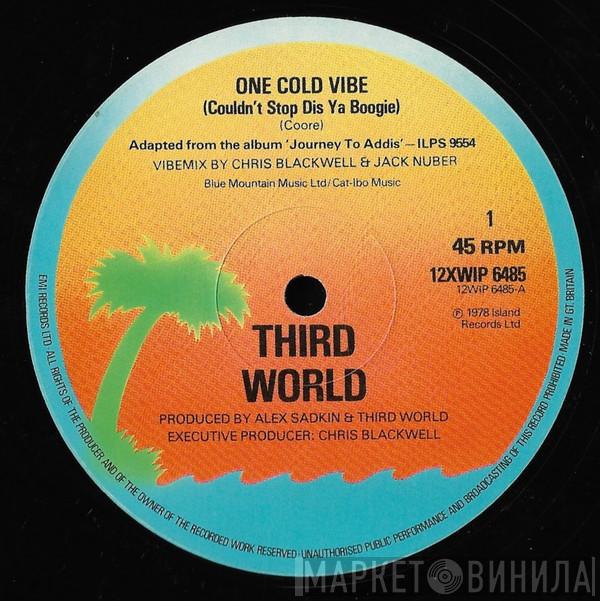 ONE COLD VIBE
(Couldn't Stop Dis Ya Boogie)
(Coore)
Adapted from the album 'Journey To Addis' – ILPS 9554
VIBEMIX BY CHRIS BLACKWELL & JACK NUBER
Blue Mountain Music Ltd/Cat-Ibo Music
1
45 RPM
12XWIP 6485
12WIP 6485-A
℗ 1978 Island
Records Ltd
THIRD
WORLD
PRODUCED BY ALEX SADKIN & THIRD WORLD
EXECUTIVE PRODUCER: CHRIS BLACKWELL
EMI RECORDS LTD · ALL RIGHTS OF THE PRODUCER AND OF THE OWNER OF THE RECORDED WORK RESERVED · UNAUTHORISED PUBLIC PERFORMANCE AND BROADCASTING OF THIS RECORD PROHIBITED · MADE IN GT. BRITAIN
МАРКЕТ ВИНИЛА